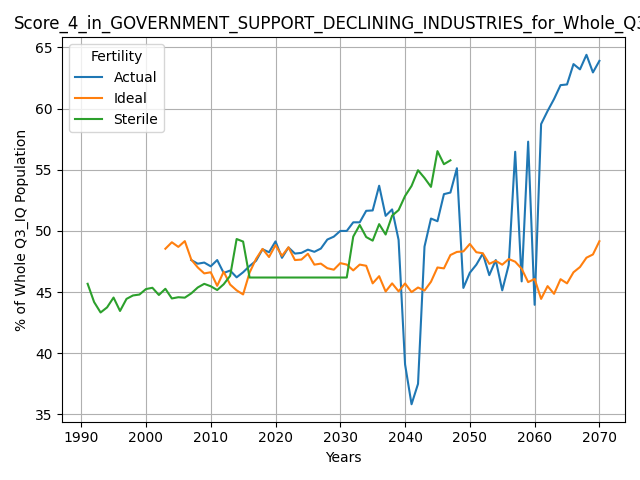 Score_4_in_GOVERNMENT_SUPPORT_DECLINING_INDUSTRIES_for_Whole_Q3
65
60
55
50
45
40
35
% of Whole Q3_IQ Population
Fertility
Actual
Ideal
Sterile
1990 2000 2010 2020 2030 2040 2050 2060 2070
Years